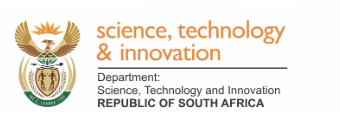 science, technology
& innovation
Department:
Science, Technology and Innovation
REPUBLIC OF SOUTH AFRICA